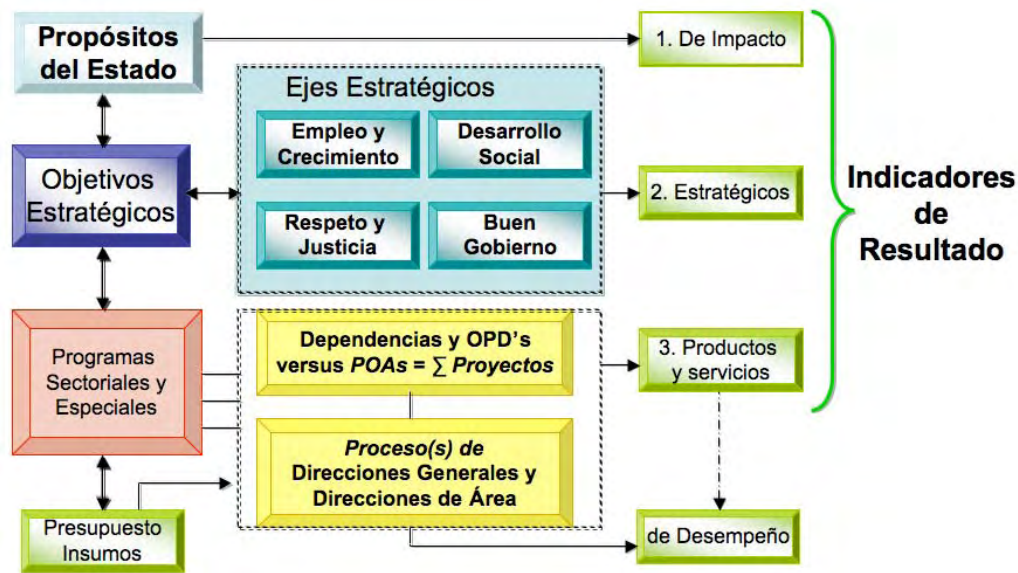 Propósitos
del Estado
1. De Impacto
Ejes Estratégicos
Empleo y
Crecimiento
Desarrollo
Social
Objetivos
Estratégicos
2. Estratégicos
Respeto y
Justicia
Buen
Gobierno
Indicadores
de
Resultado
Programas
Sectoriales y
Especiales
Dependencias y OPD's
versus POAs = ∑ Proyectos
3. Productos
y servicios
Proceso(s) de
Direcciones Generales y
Direcciones de Área
Presupuesto
Insumos
de Desempeño